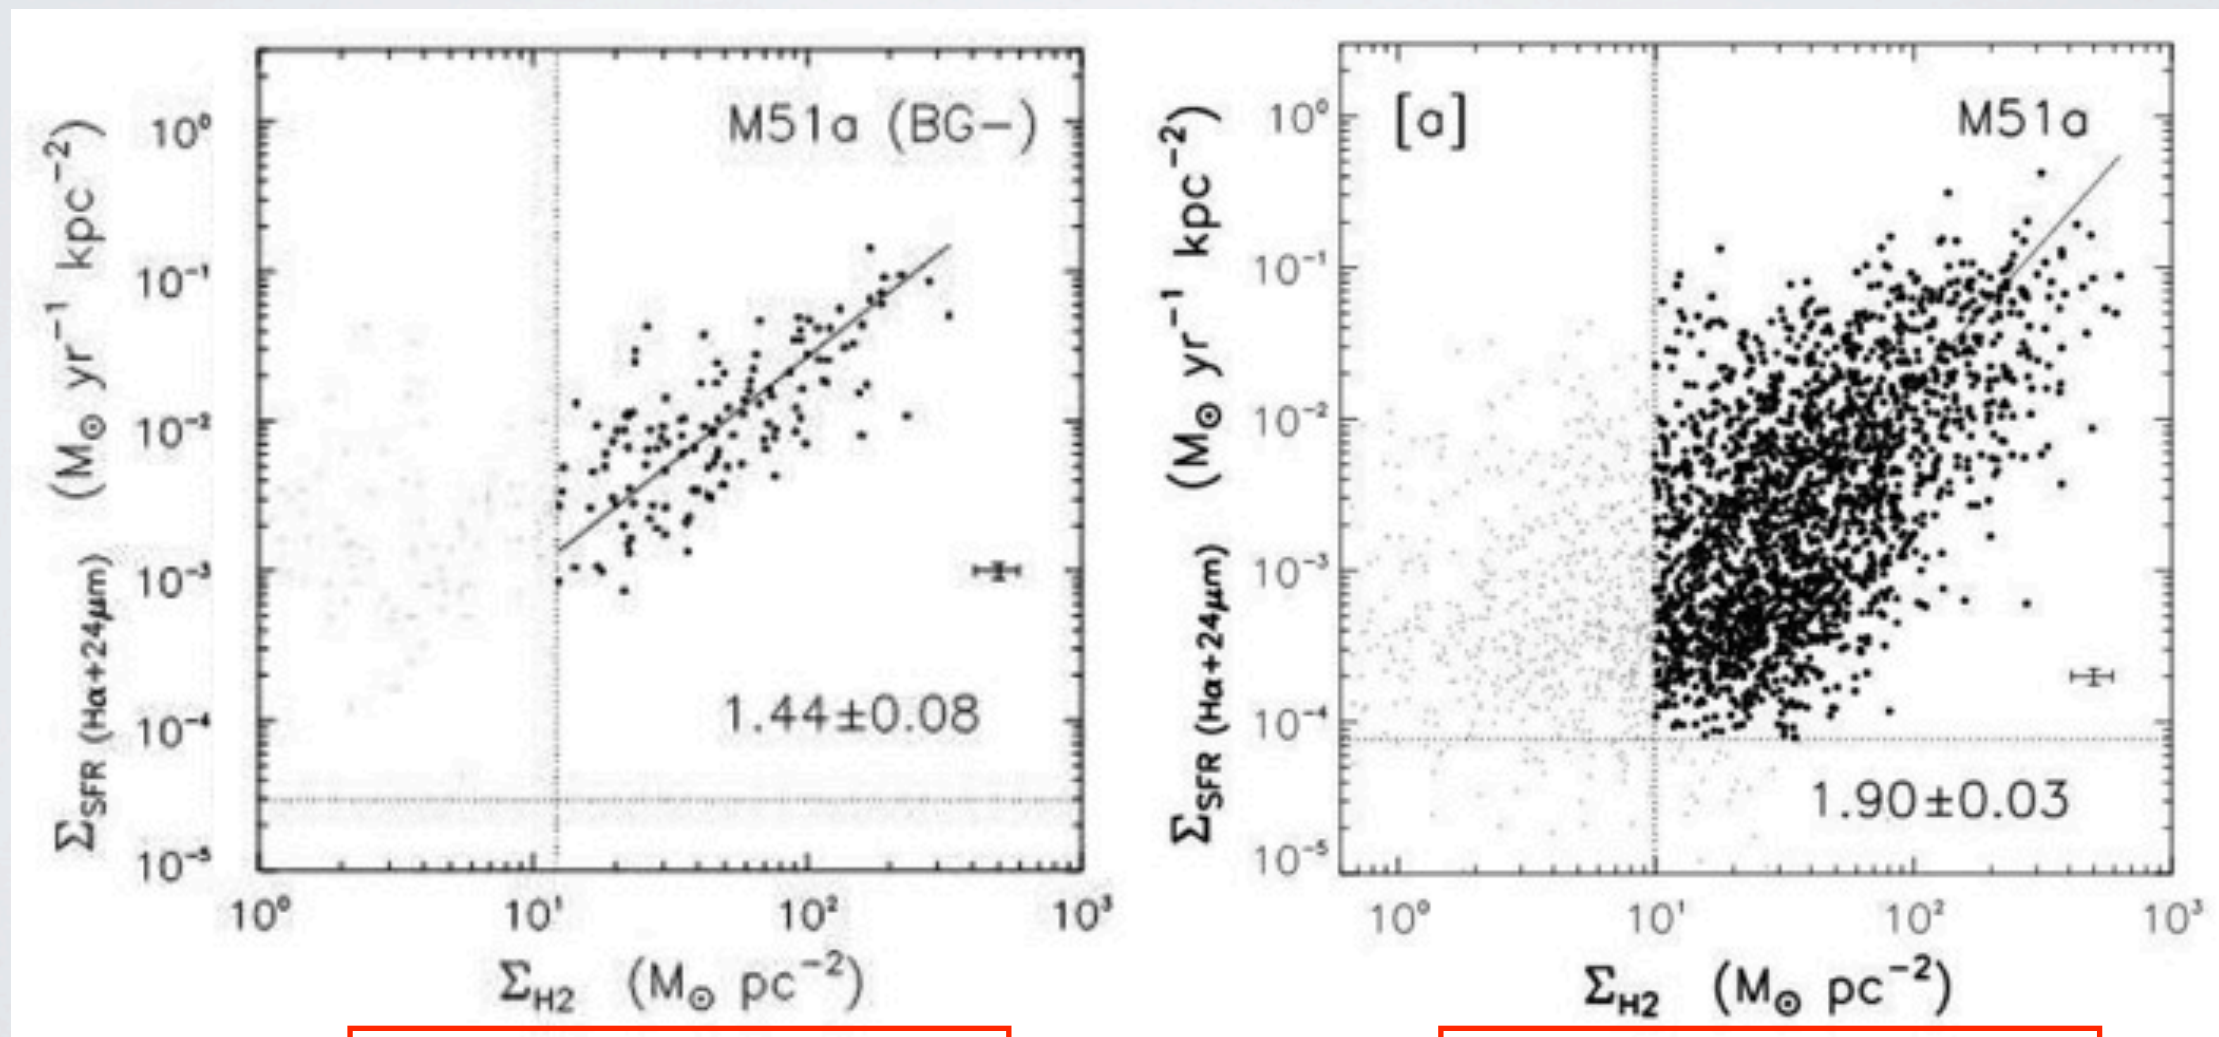 M51a (BG−)
10⁰
10⁻¹
10⁻²
10⁻³
10⁻⁴
10⁻⁵
Σ_SFR (Hα+24μm) (M⊙ yr⁻¹ kpc⁻²)
1.44±0.08
10⁰ 10¹ 10² 10³
Σ_H2 (M⊙ pc⁻²)
[a] M51a
10⁰
10⁻¹
10⁻²
10⁻³
10⁻⁴
10⁻⁵
Σ_SFR (Hα+24μm) (M⊙ yr⁻¹ kpc⁻²)
1.90±0.03
10⁰ 10¹ 10² 10³
Σ_H2 (M⊙ pc⁻²)